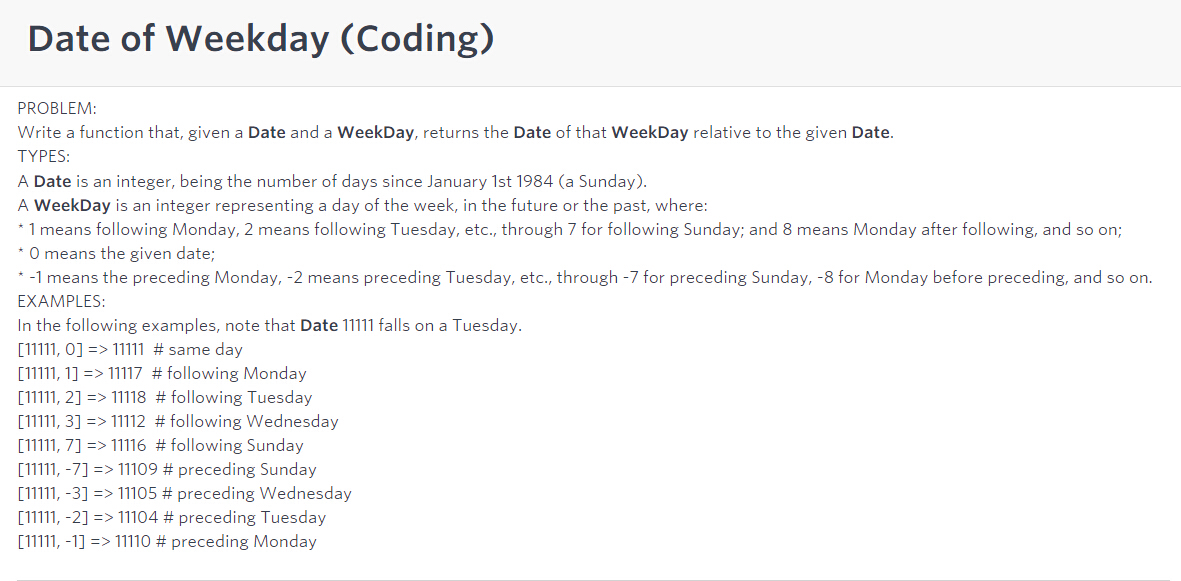 Date of Weekday (Coding)
PROBLEM:
Write a function that, given a Date and a WeekDay, returns the Date of that WeekDay relative to the given Date.
TYPES:
A Date is an integer, being the number of days since January 1st 1984 (a Sunday).
A WeekDay is an integer representing a day of the week, in the future or the past, where:
* 1 means following Monday, 2 means following Tuesday, etc., through 7 for following Sunday; and 8 means Monday after following, and so on;
* 0 means the given date;
* -1 means the preceding Monday, -2 means preceding Tuesday, etc., through -7 for preceding Sunday, -8 for Monday before preceding, and so on.
EXAMPLES:
In the following examples, note that Date 11111 falls on a Tuesday.
[11111, 0] => 11111 # same day
[11111, 1] => 11117 # following Monday
[11111, 2] => 11118 # following Tuesday
[11111, 3] => 11112 # following Wednesday
[11111, 7] => 11116 # following Sunday
[11111, -7] => 11109 # preceding Sunday
[11111, -3] => 11105 # preceding Wednesday
[11111, -2] => 11104 # preceding Tuesday
[11111, -1] => 11110 # preceding Monday